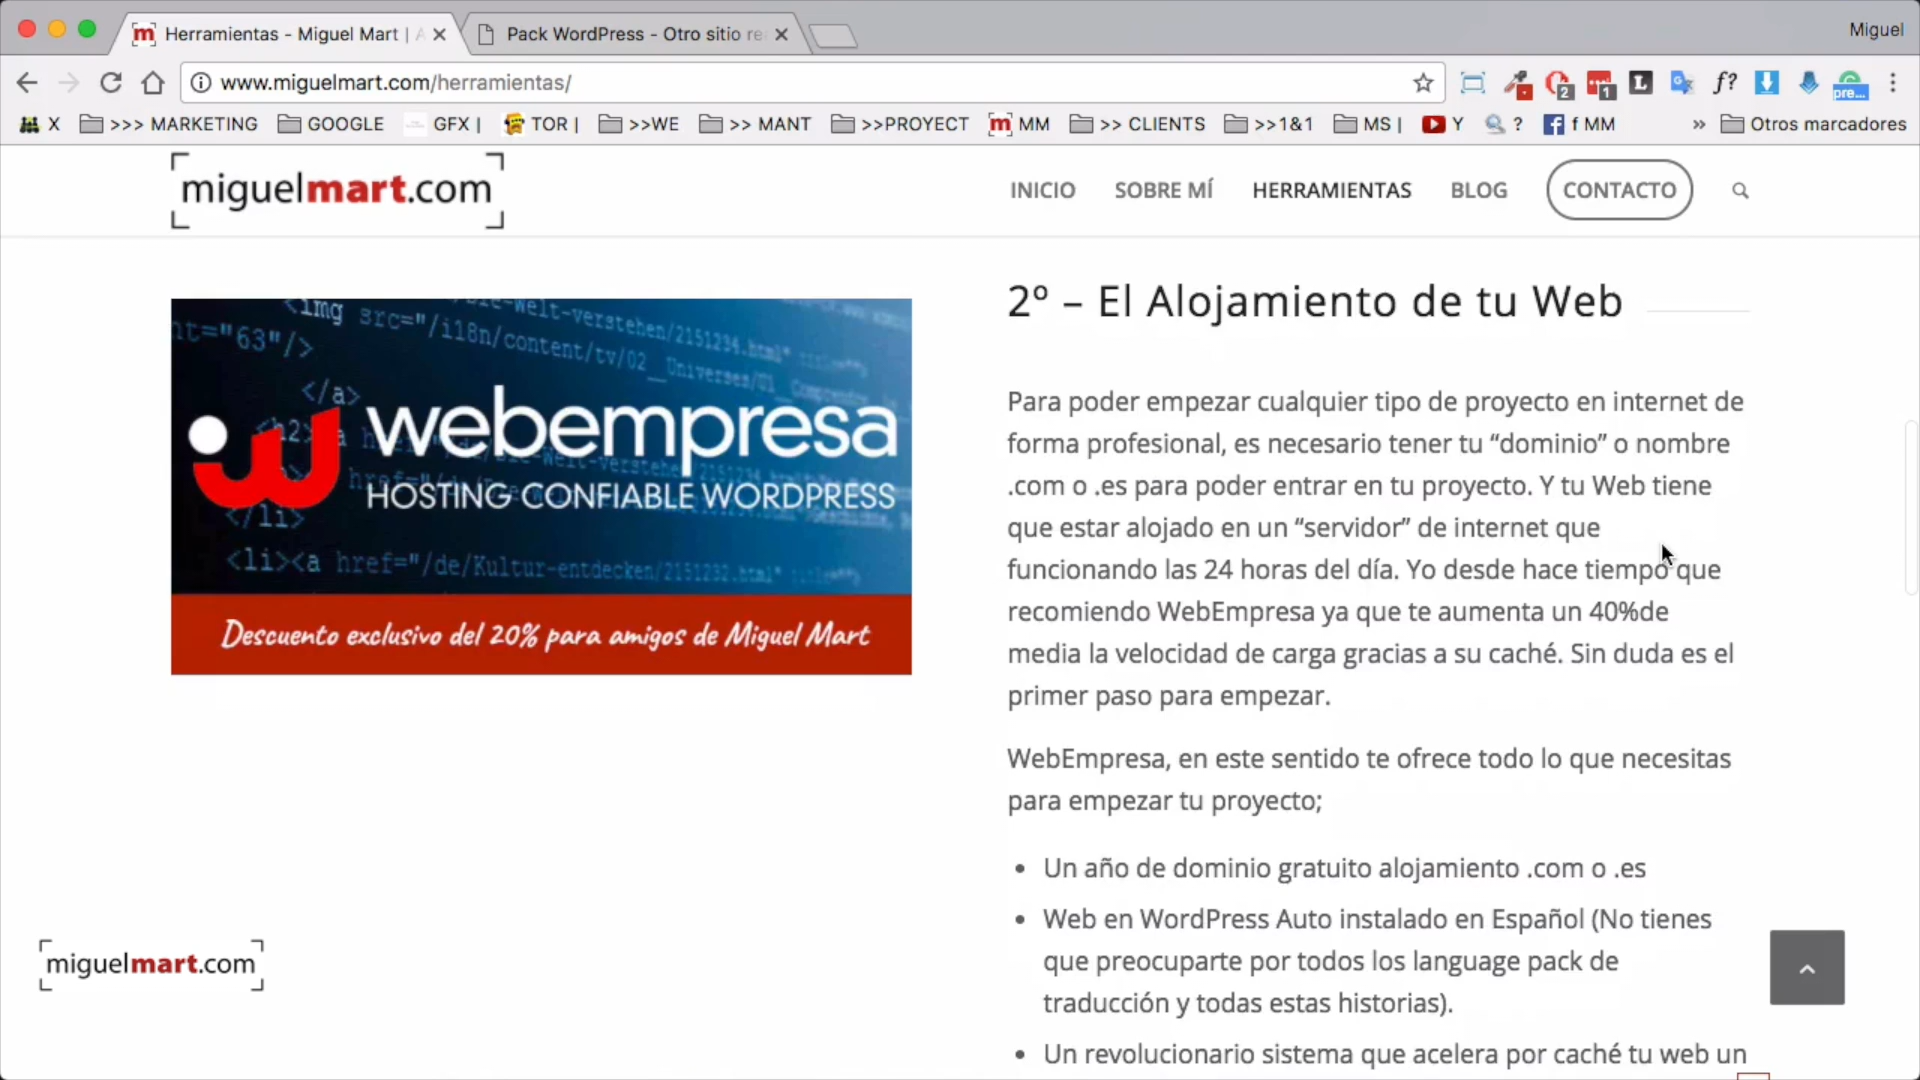 Herramientas - Miguel Mart | A
Pack WordPress - Otro sitio re
Miguel
www.miguelmart.com/herramientas/
2
1
L
f?
pre...
X
>>> MARKETING
GOOGLE
GFX |
TOR |
>>WE
>> MANT
>>PROYECT
m MM
>> CLIENTS
>>1&1
MS |
Y
?
f MM
» Otros marcadores
miguelmart.com
INICIO
SOBRE MÍ
HERRAMIENTAS
BLOG
CONTACTO
webempresa
HOSTING CONFIABLE WORDPRESS
Descuento exclusivo del 20% para amigos de Miguel Mart
2º – El Alojamiento de tu Web
Para poder empezar cualquier tipo de proyecto en internet de
forma profesional, es necesario tener tu “dominio” o nombre
.com o .es para poder entrar en tu proyecto. Y tu Web tiene
que estar alojado en un “servidor” de internet que
funcionando las 24 horas del día. Yo desde hace tiempo que
recomiendo WebEmpresa ya que te aumenta un 40%de
media la velocidad de carga gracias a su caché. Sin duda es el
primer paso para empezar.
WebEmpresa, en este sentido te ofrece todo lo que necesitas
para empezar tu proyecto;
• Un año de dominio gratuito alojamiento .com o .es
• Web en WordPress Auto instalado en Español (No tienes
que preocuparte por todos los language pack de
traducción y todas estas historias).
• Un revolucionario sistema que acelera por caché tu web un
miguelmart.com